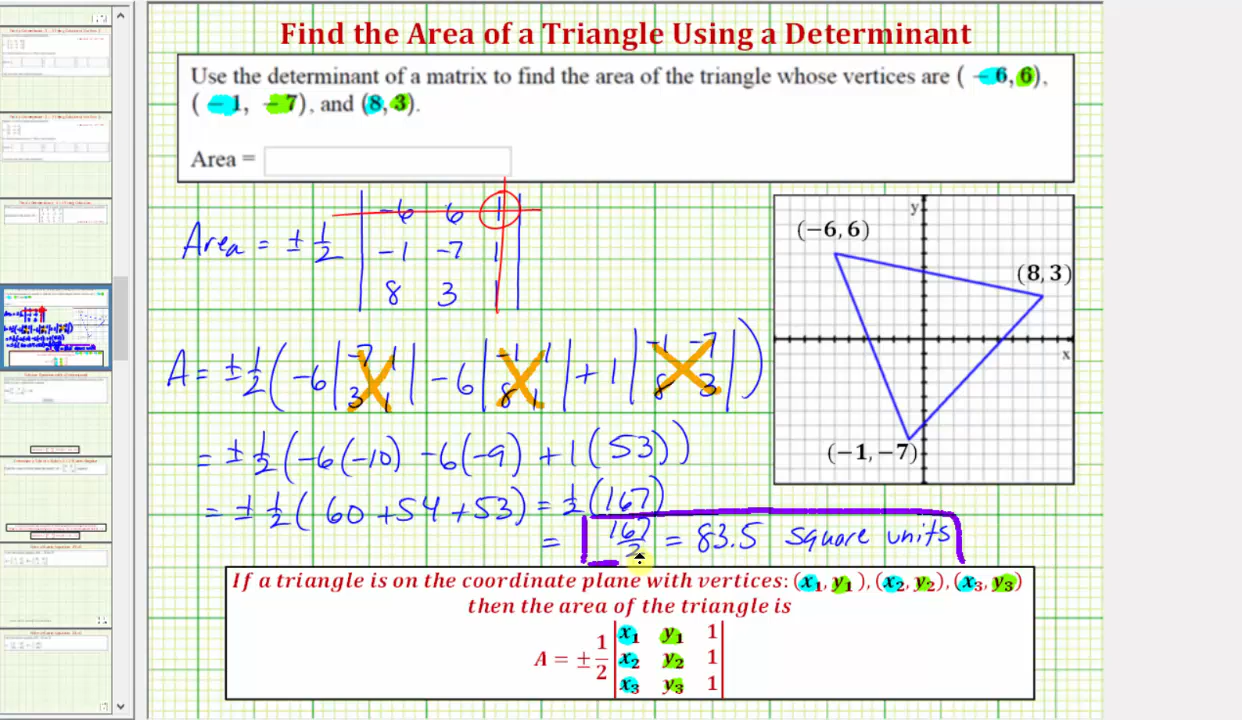 Find the Area of a Triangle Using a Determinant
Use the determinant of a matrix to find the area of the triangle whose vertices are (−6, 6),
(−1, −7), and (8, 3).
Area =
Area = ± 1/2 | -6 6 1 |
| -1 -7 1 |
| 8 3 1 |
y
(−6, 6)
(8, 3)
x
(−1, −7)
A = ± 1/2 ( -6 | -7 1 | - 6 | -1 1 | + 1 | -1 -7 | )
| 3 1 | | 8 1 | | 8 3 |
= ± 1/2 ( -6(-10) -6(-9) + 1(53) )
= ± 1/2 ( 60 + 54 + 53 ) = 1/2 (167)
= 167/2 = 83.5 square units
If a triangle is on the coordinate plane with vertices: (x₁, y₁), (x₂, y₂), (x₃, y₃)
then the area of the triangle is
A = ± 1/2 | x₁ y₁ 1 |
| x₂ y₂ 1 |
| x₃ y₃ 1 |